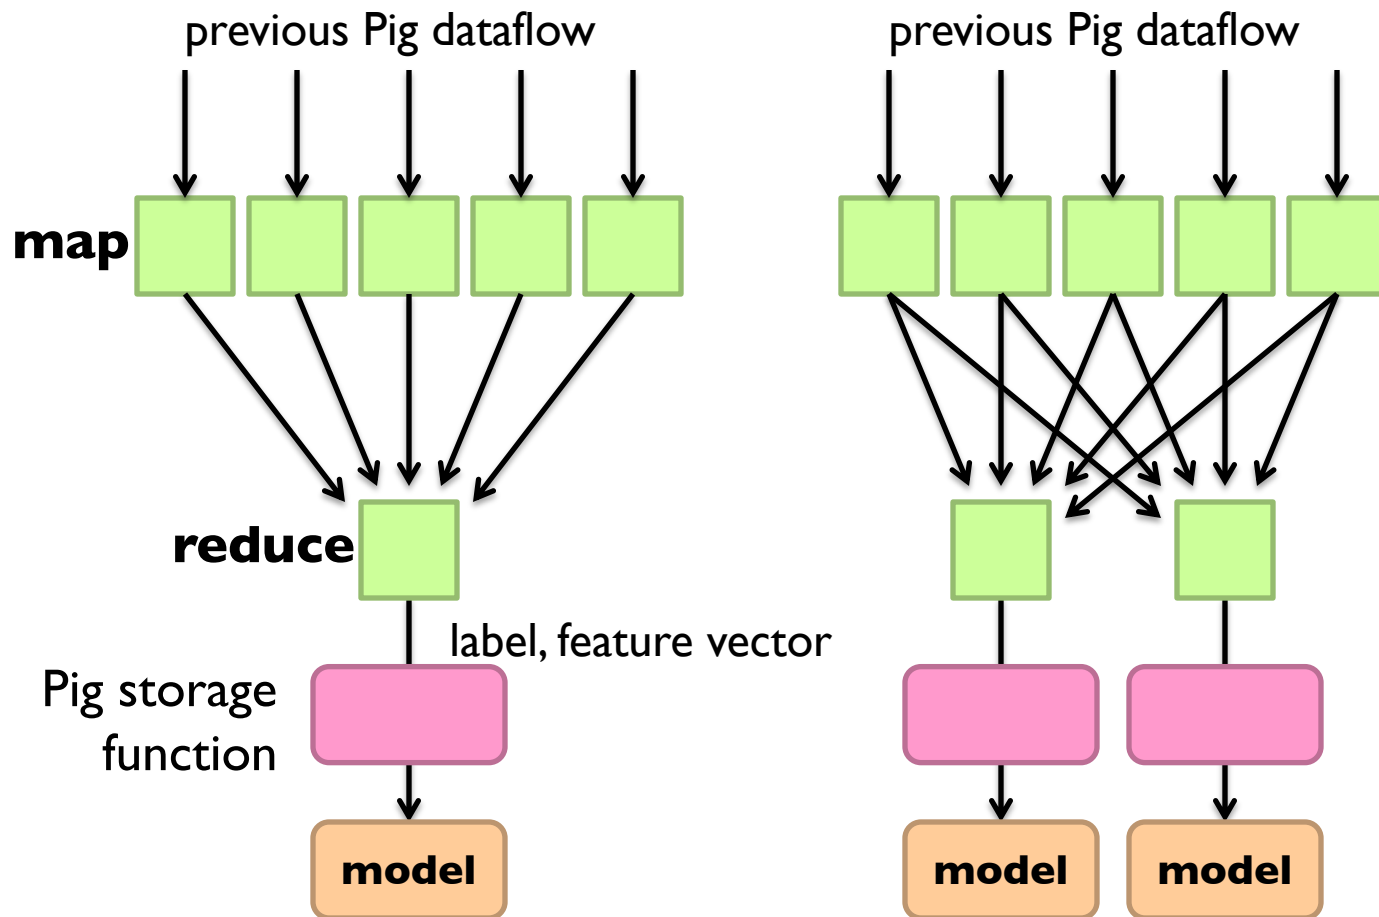 previous Pig dataflow
previous Pig dataflow
map
reduce
label, feature vector
Pig storage
function
model
model
model